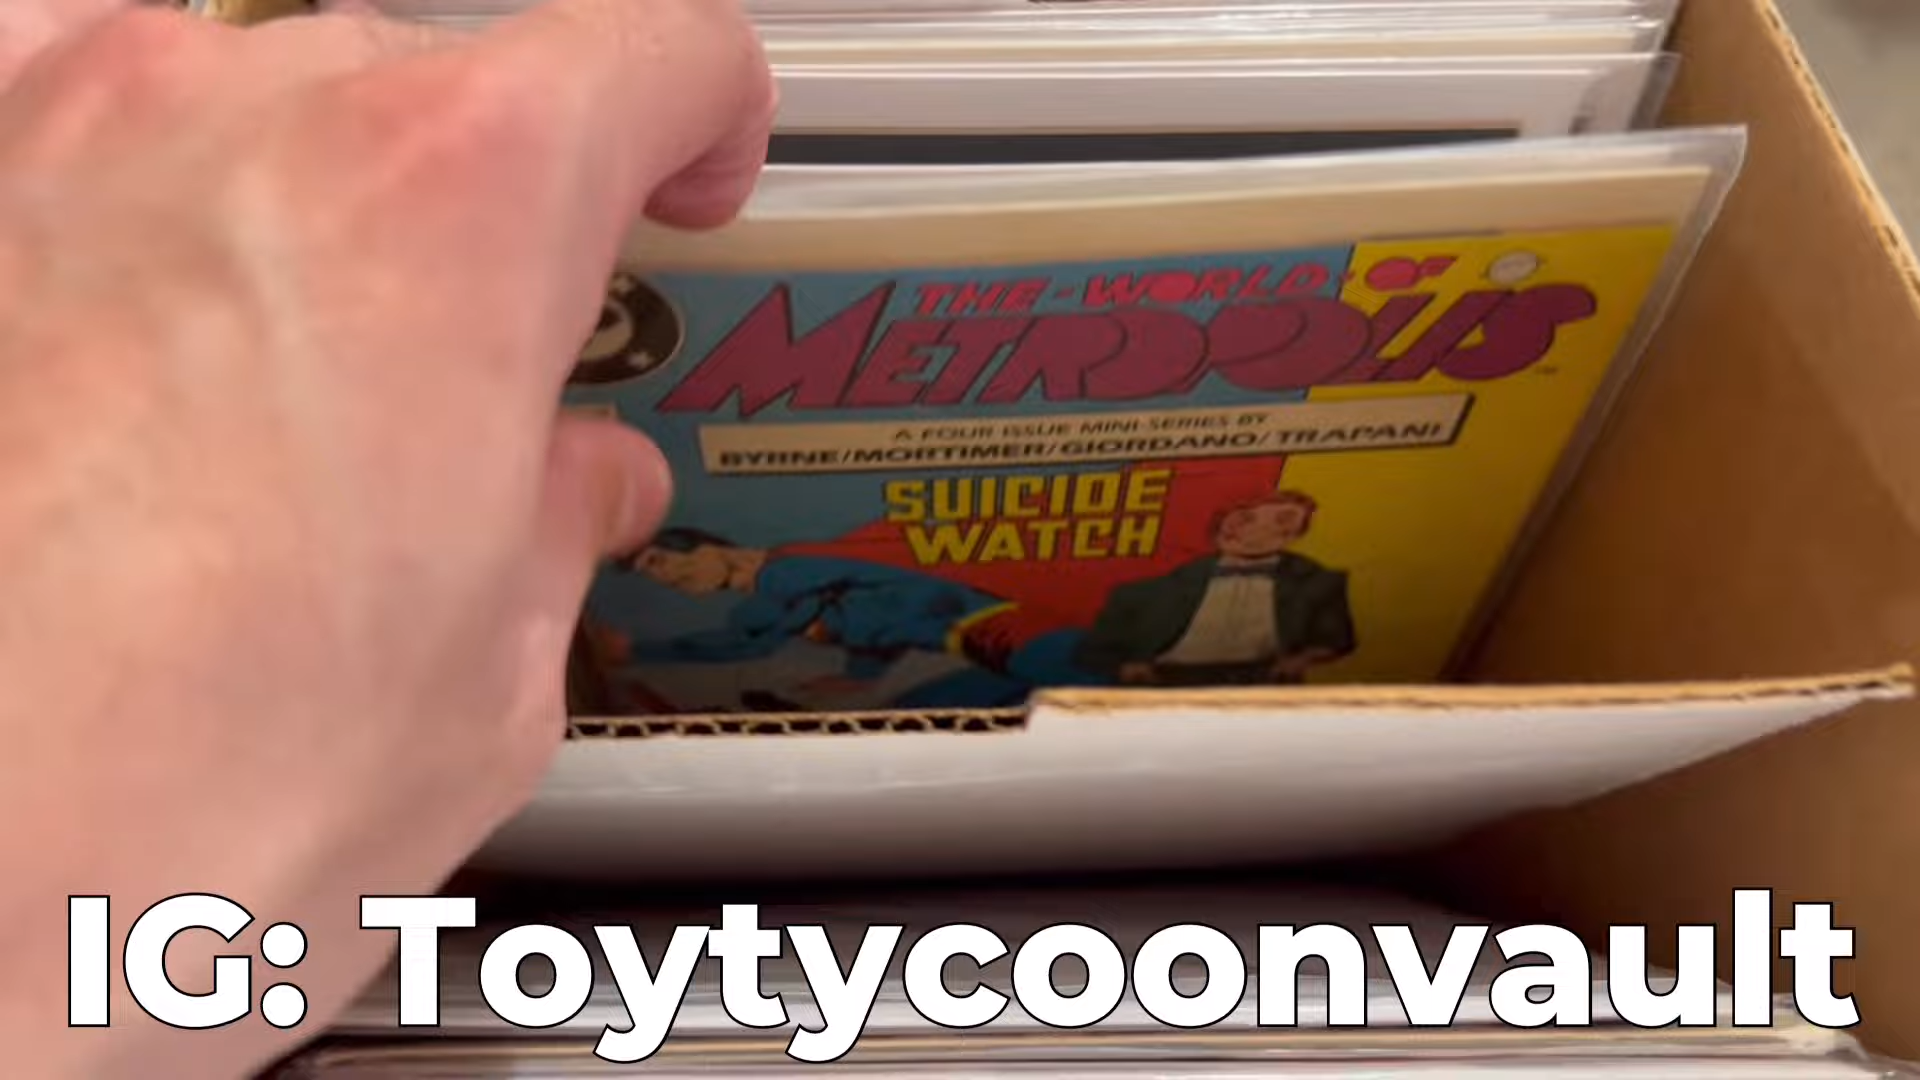 THE WORLD OF
METROPOLIS
A FOUR ISSUE MINI-SERIES BY
BYRNE/MORTIMER/GIORDANO/TRAPANI
SUICIDE
WATCH
IG: Toytycoonvault